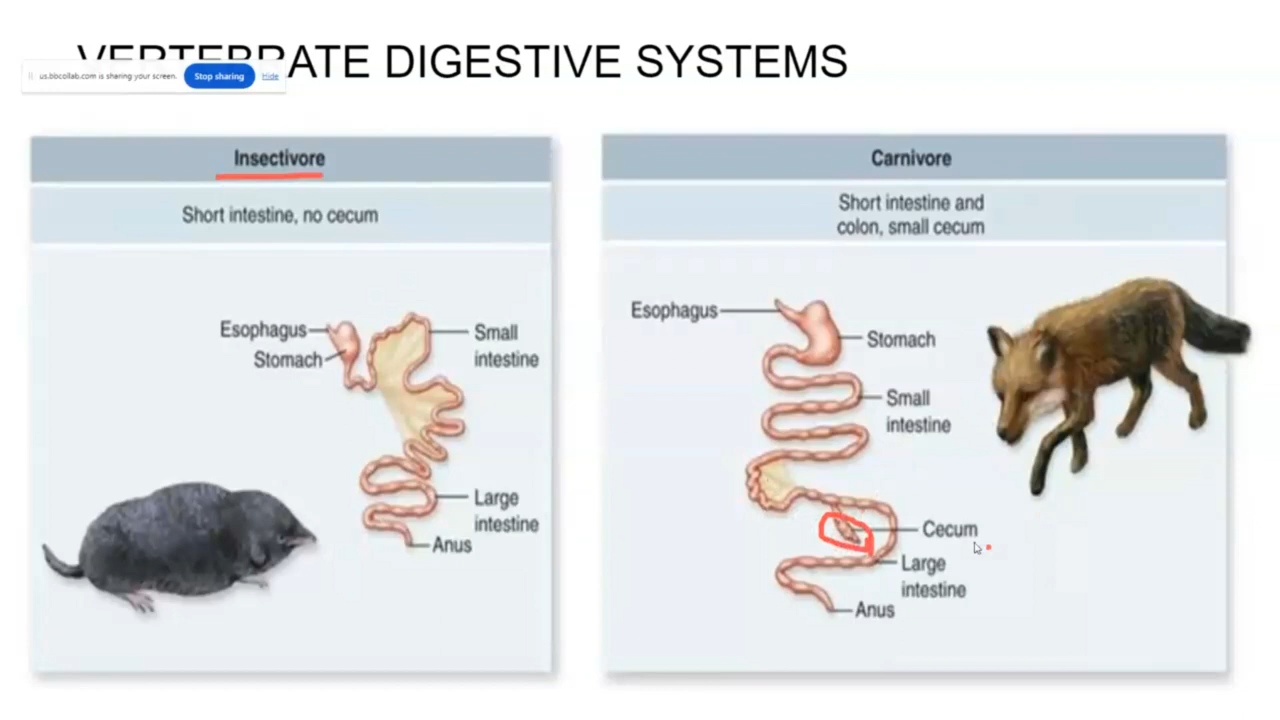 VERTEBRATE DIGESTIVE SYSTEMS
us.bbcollab.com is sharing your screen.
Stop sharing
Hide
Insectivore
Short intestine, no cecum
Esophagus
Stomach
Small
intestine
Large
intestine
Anus
Carnivore
Short intestine and
colon, small cecum
Esophagus
Stomach
Small
intestine
Cecum
Large
intestine
Anus